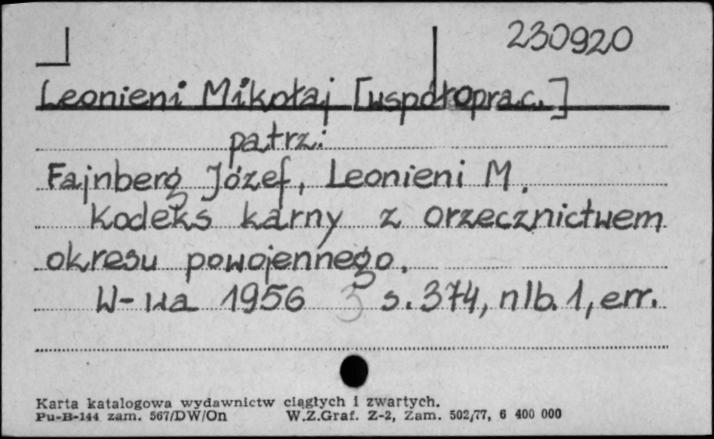 230920
Leonieni Mikołaj [współoprac.]
patrz:
Fajnberg Józef, Leonieni M.
Kodeks karny z orzecznictwem
okresu powojennego.
W-wa 1956 3 s. 374, nlb. 1, err.
Karta katalogowa wydawnictw ciągłych i zwartych.
Pu-B-144 zam. 567/DW/On W.Z.Graf. Z-2, Zam. 502/77, 6 400 000